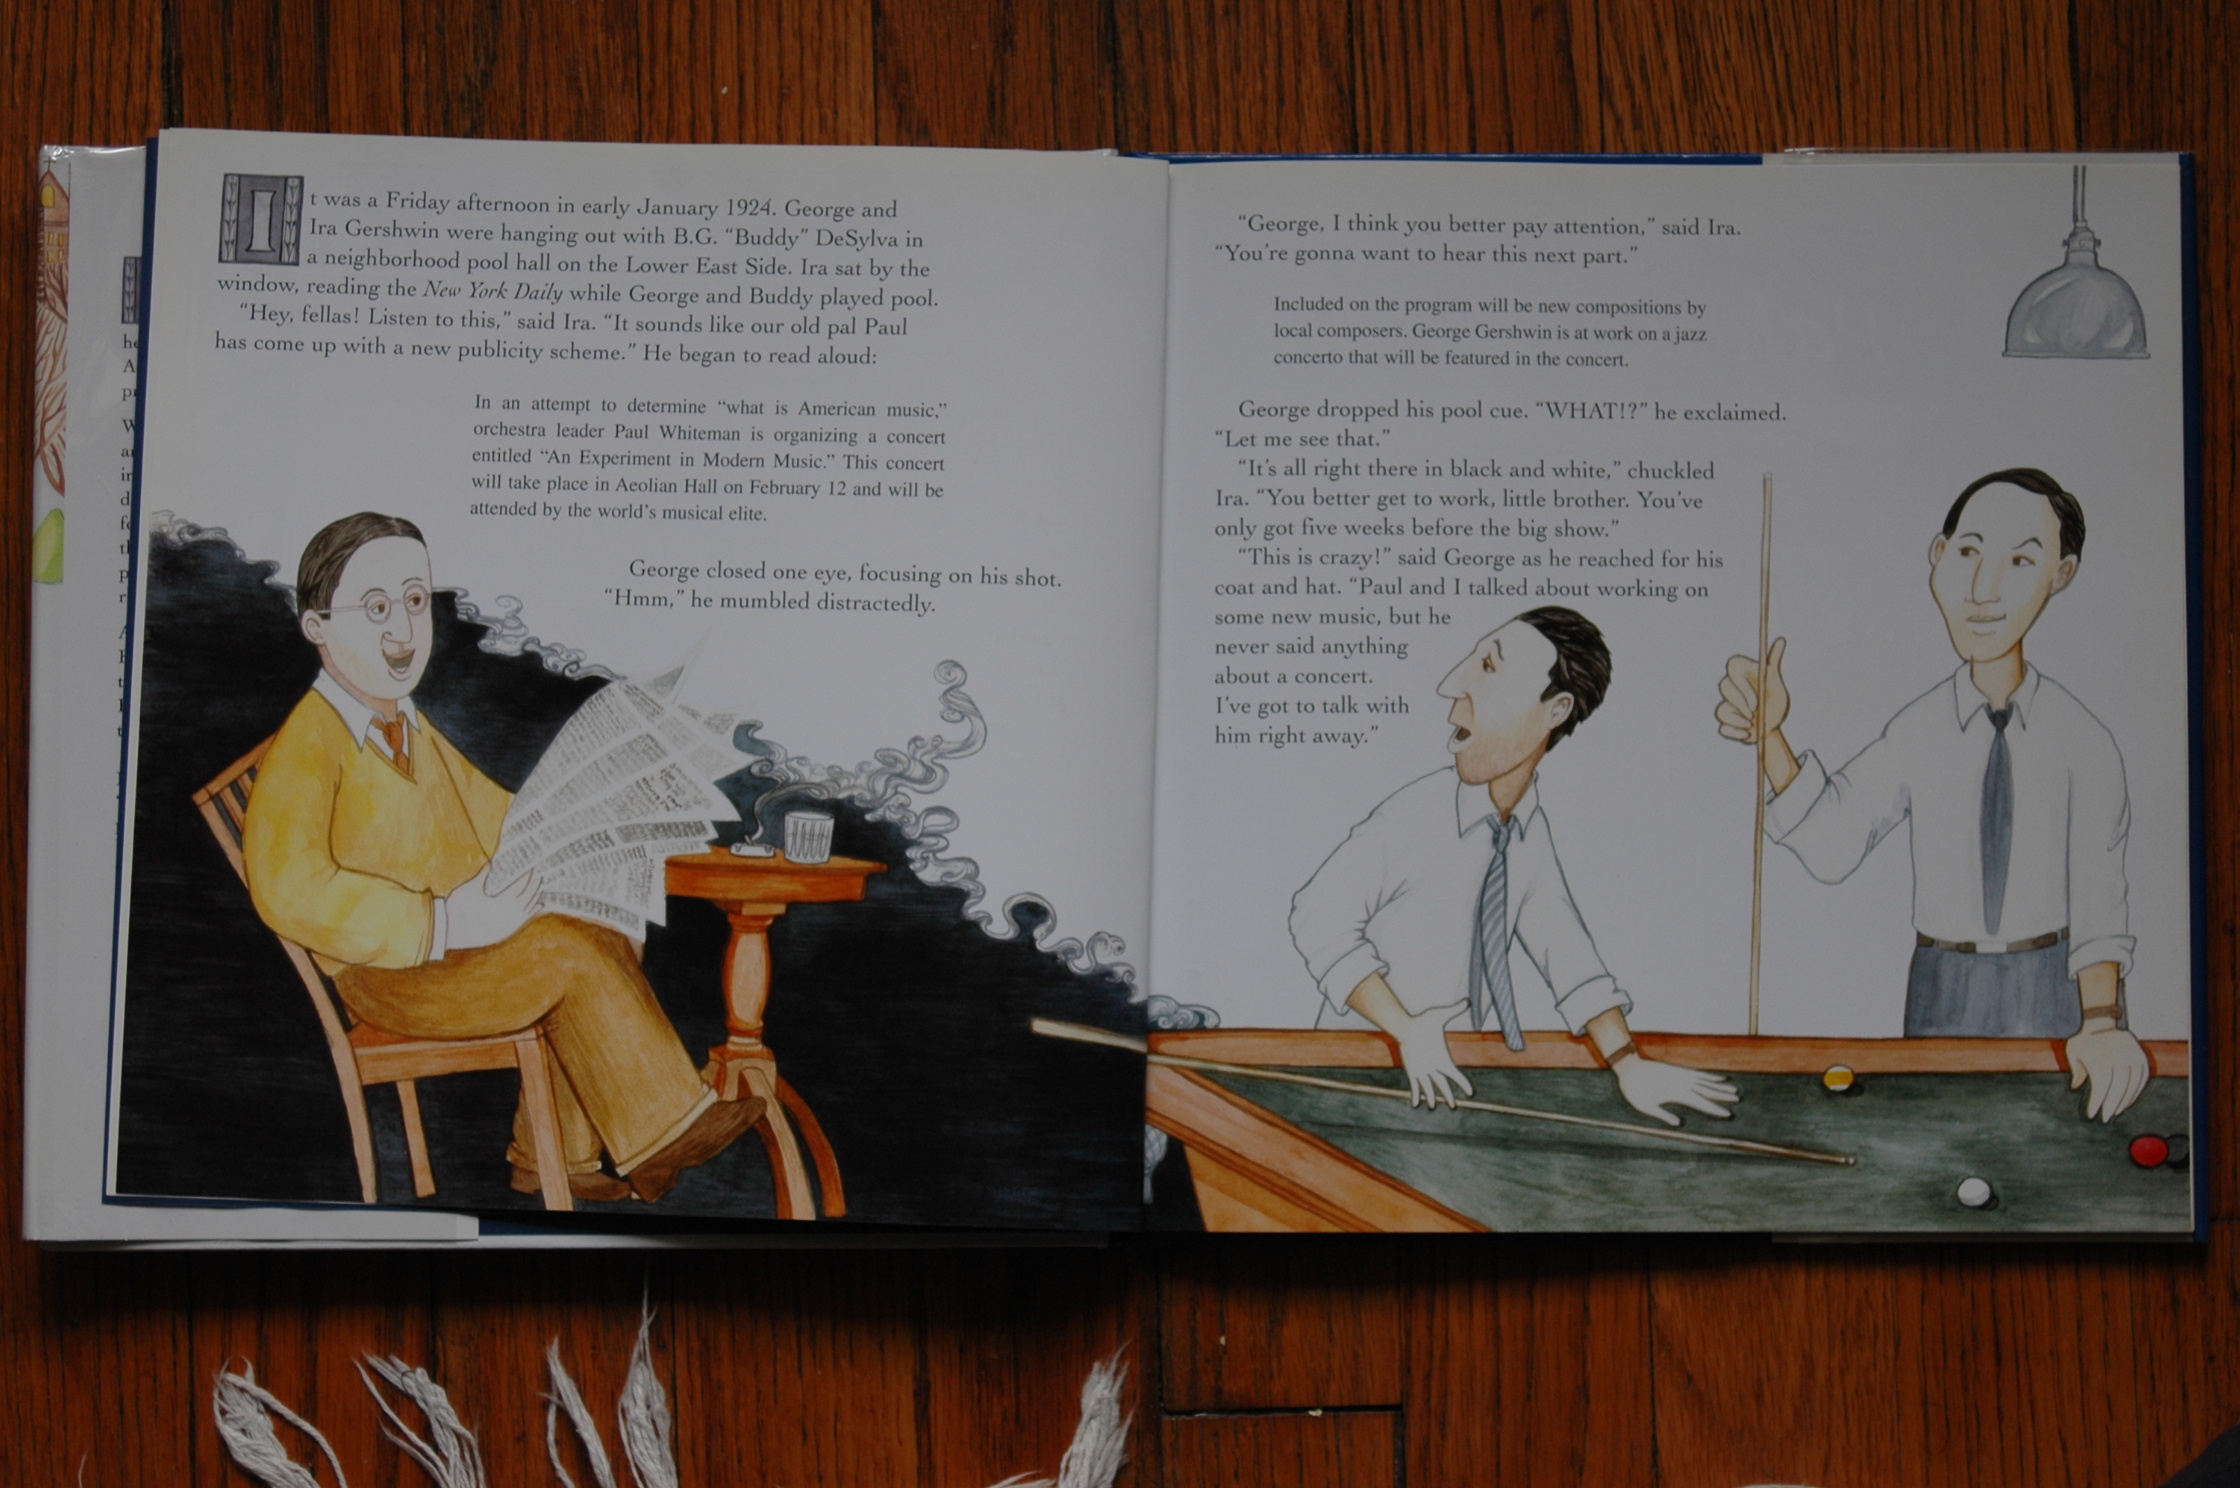 It was a Friday afternoon in early January 1924. George and
Ira Gershwin were hanging out with B.G. “Buddy” DeSylva in
a neighborhood pool hall on the Lower East Side. Ira sat by the
window, reading the New York Daily while George and Buddy played pool.
“Hey, fellas! Listen to this,” said Ira. “It sounds like our old pal Paul
has come up with a new publicity scheme.” He began to read aloud:
In an attempt to determine “what is American music,”
orchestra leader Paul Whiteman is organizing a concert
entitled “An Experiment in Modern Music.” This concert
will take place in Aeolian Hall on February 12 and will be
attended by the world’s musical elite.
George closed one eye, focusing on his shot.
“Hmm,” he mumbled distractedly.
“George, I think you better pay attention,” said Ira.
“You’re gonna want to hear this next part.”
Included on the program will be new compositions by
local composers. George Gershwin is at work on a jazz
concerto that will be featured in the concert.
George dropped his pool cue. “WHAT!?” he exclaimed.
“Let me see that.”
“It’s all right there in black and white,” chuckled
Ira. “You better get to work, little brother. You’ve
only got five weeks before the big show.”
“This is crazy!” said George as he reached for his
coat and hat. “Paul and I talked about working on
some new music, but he
never said anything
about a concert.
I’ve got to talk with
him right away.”